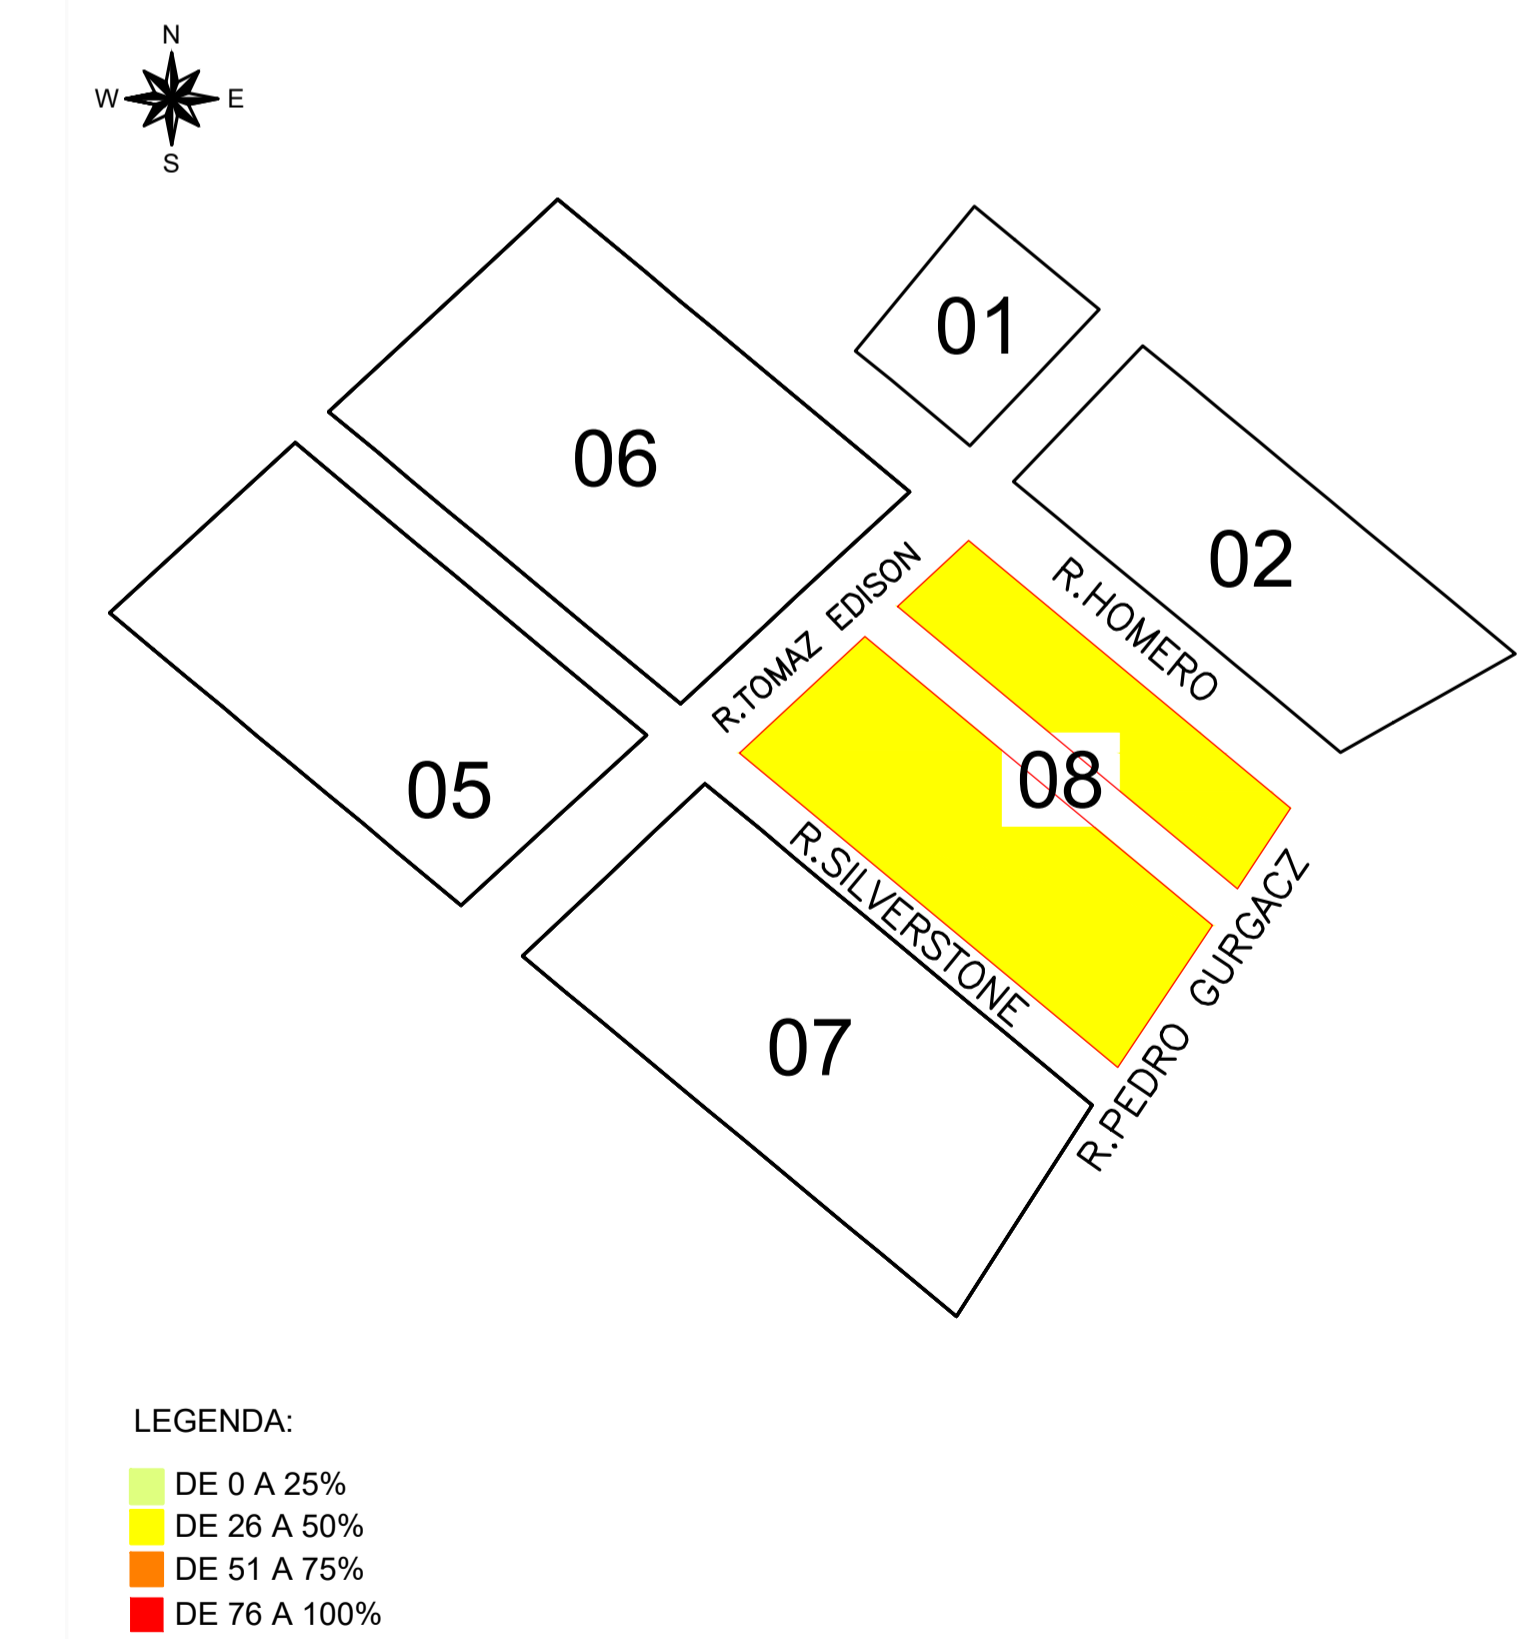 N
W E
S
01
06
02
R.TOMAZ EDISON
R.HOMERO
08
05
R.SILVERSTONE
R.PEDRO GURGACZ
07
LEGENDA:
DE 0 A 25%
DE 26 A 50%
DE 51 A 75%
DE 76 A 100%